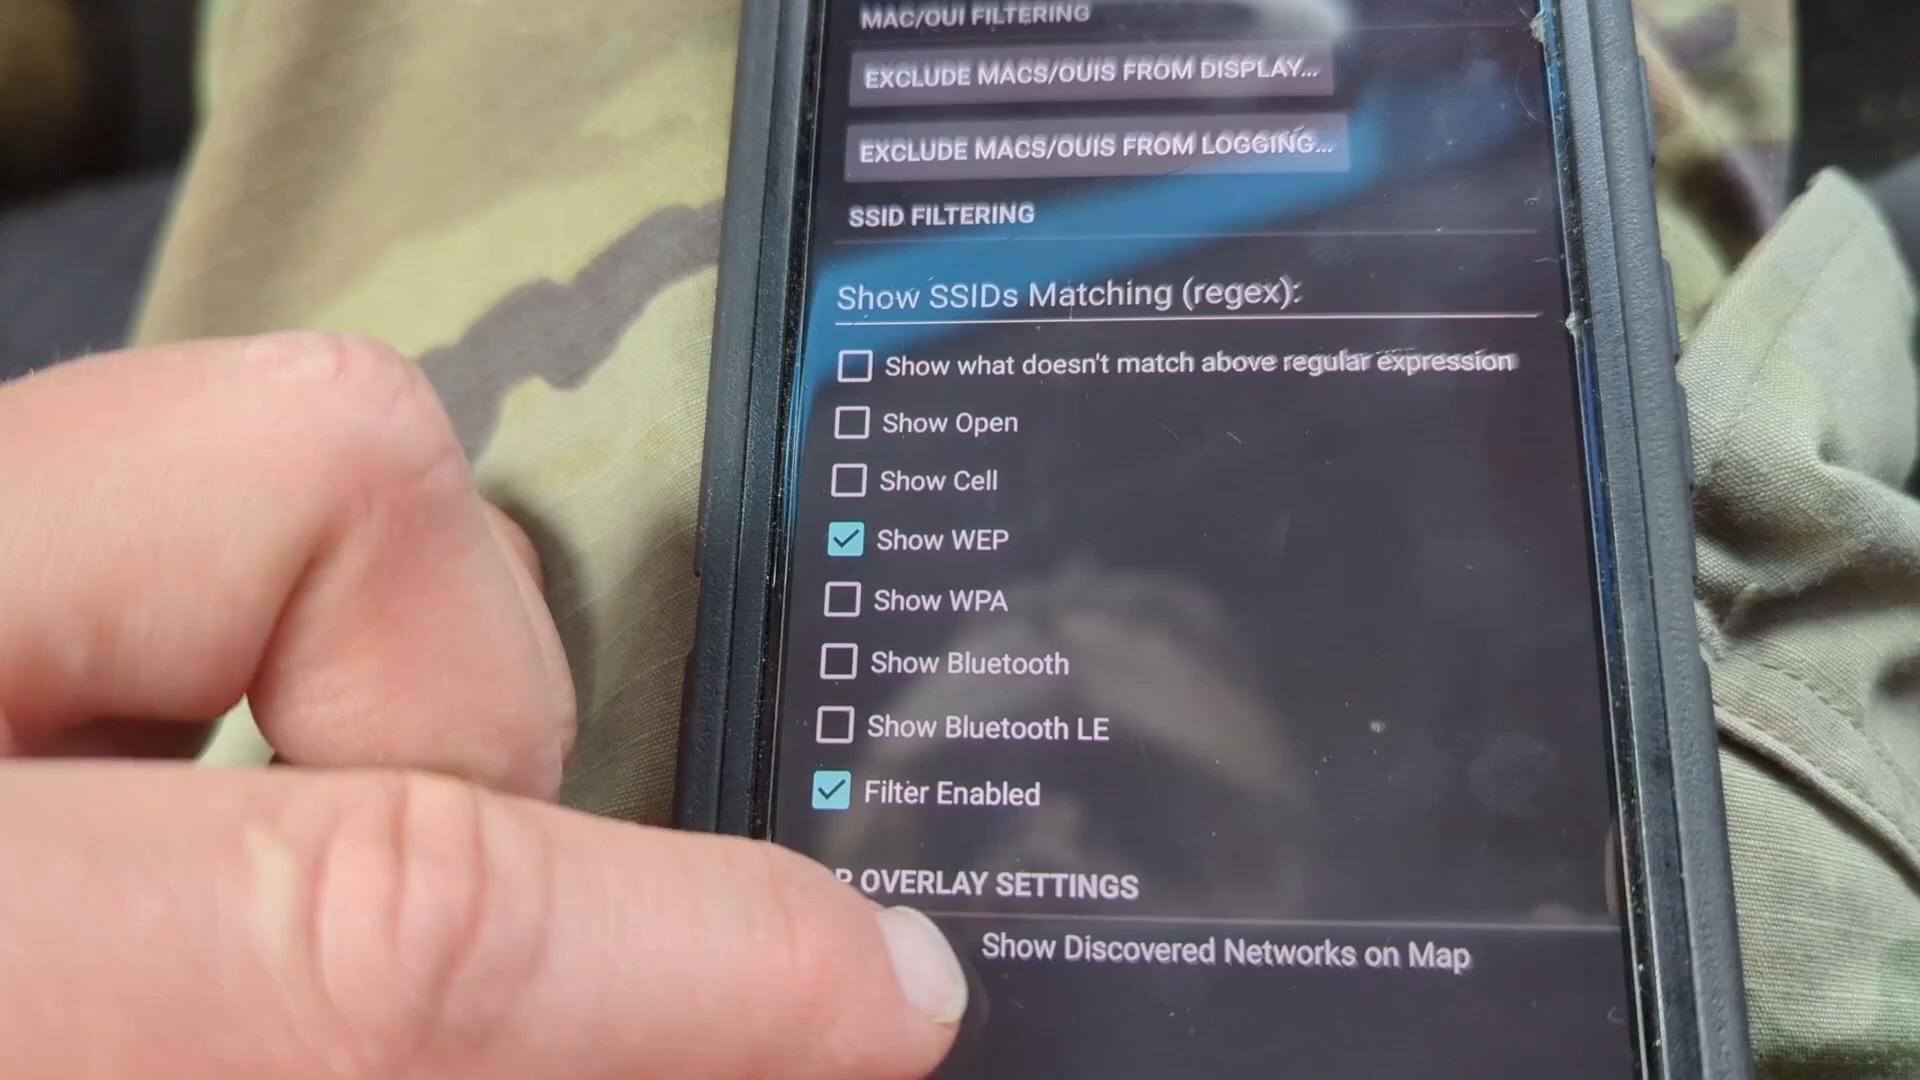 MAC/OUI FILTERING
EXCLUDE MACS/OUIS FROM DISPLAY...
EXCLUDE MACS/OUIS FROM LOGGING...
SSID FILTERING
Show SSIDs Matching (regex):
Show what doesn't match above regular expression
Show Open
Show Cell
Show WEP
Show WPA
Show Bluetooth
Show Bluetooth LE
Filter Enabled
P OVERLAY SETTINGS
Show Discovered Networks on Map